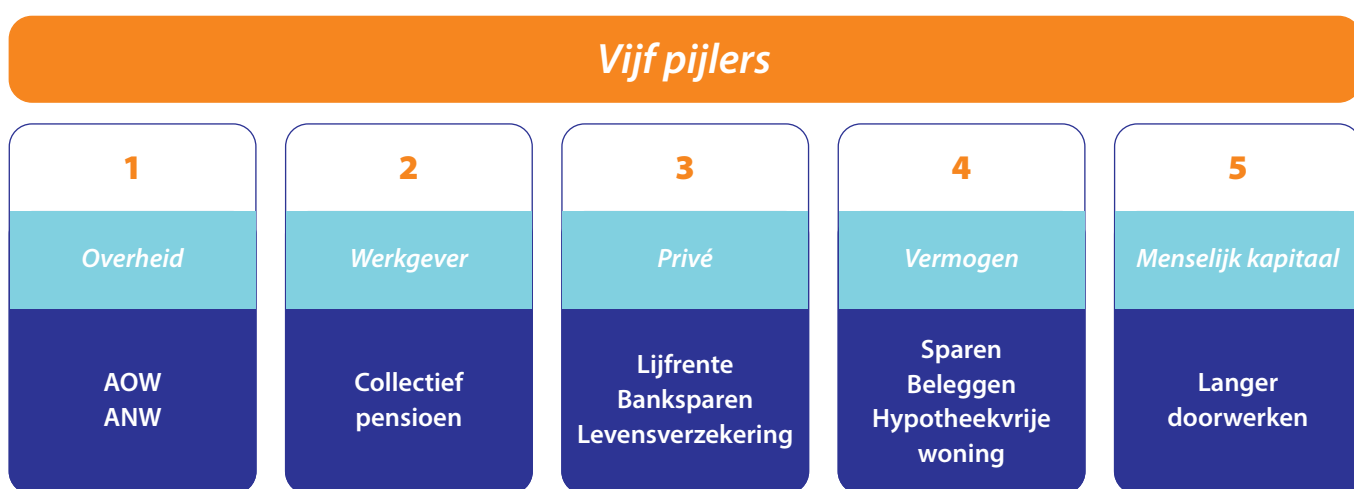 Vijf pijlers
1
Overheid
AOW
ANW
2
Werkgever
Collectief
pensioen
3
Privé
Lijfrente
Banksparen
Levensverzekering
4
Vermogen
Sparen
Beleggen
Hypotheekvrije
woning
5
Menselijk kapitaal
Langer
doorwerken